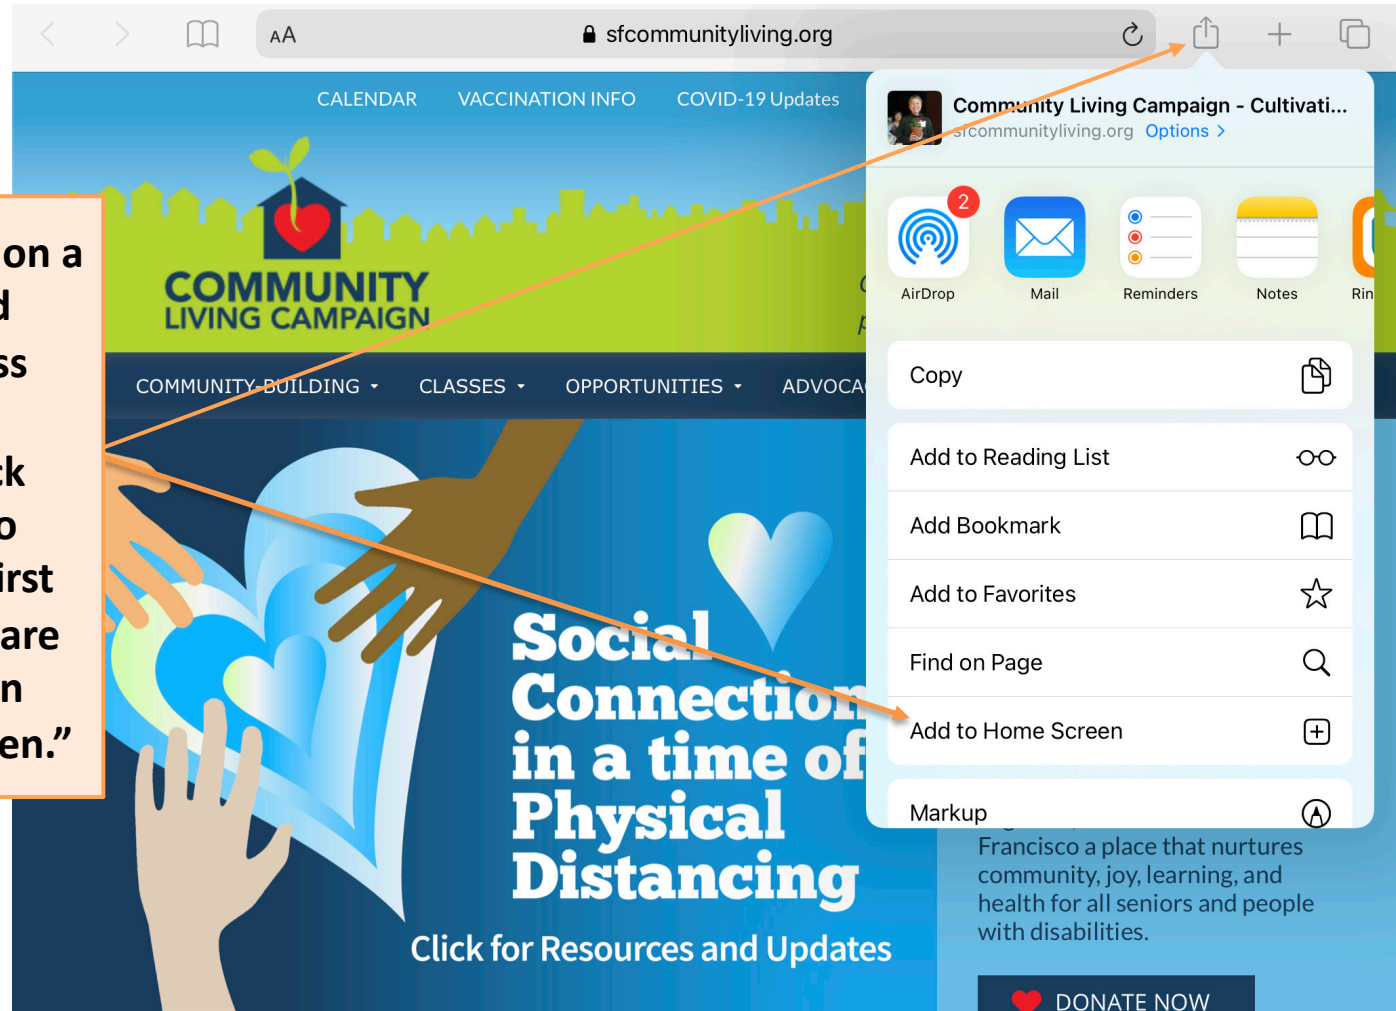 AA
sfcommunityliving.org
CALENDAR VACCINATION INFO COVID-19 Updates
COMMUNITY
LIVING CAMPAIGN
COMMUNITY-BUILDING CLASSES OPPORTUNITIES ADVOCA
on a
d
ss
ck
o
irst
are
n
en.”
Social
Connection
in a time of
Physical
Distancing
Click for Resources and Updates
Community Living Campaign - Cultivati...
sfcommunityliving.org Options >
2
AirDrop Mail Reminders Notes Rin
Copy
Add to Reading List
Add Bookmark
Add to Favorites
Find on Page
Add to Home Screen
Markup
Francisco a place that nurtures
community, joy, learning, and
health for all seniors and people
with disabilities.
DONATE NOW